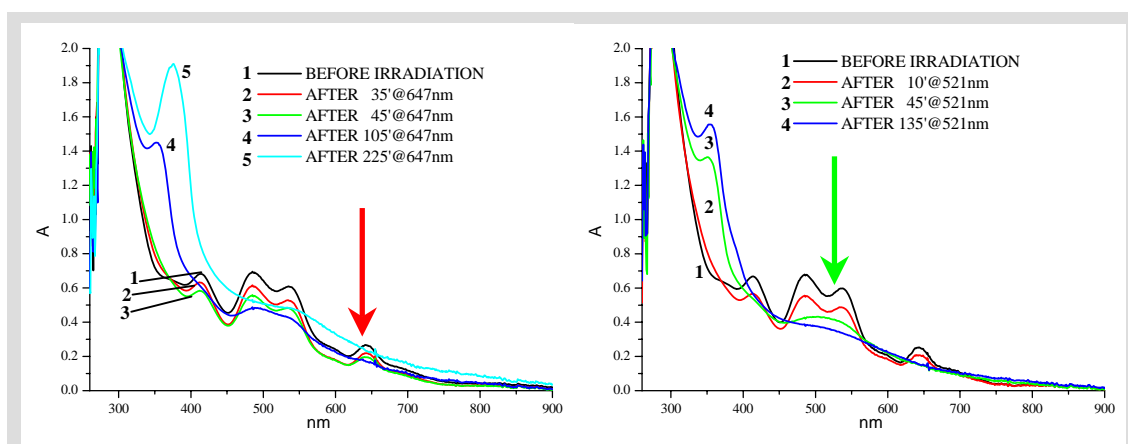 2.0
1.8
1.6
1.4
1.2
1.0
0.8
0.6
0.4
0.2
0.0
A
300 400 500 600 700 800 900
nm
1 BEFORE IRRADIATION
2 AFTER 35'@647nm
3 AFTER 45'@647nm
4 AFTER 105'@647nm
5 AFTER 225'@647nm
5
4
1
2
3
2.0
1.8
1.6
1.4
1.2
1.0
0.8
0.6
0.4
0.2
0.0
A
300 400 500 600 700 800 900
nm
1 BEFORE IRRADIATION
2 AFTER 10'@521nm
3 AFTER 45'@521nm
4 AFTER 135'@521nm
4
3
2
1